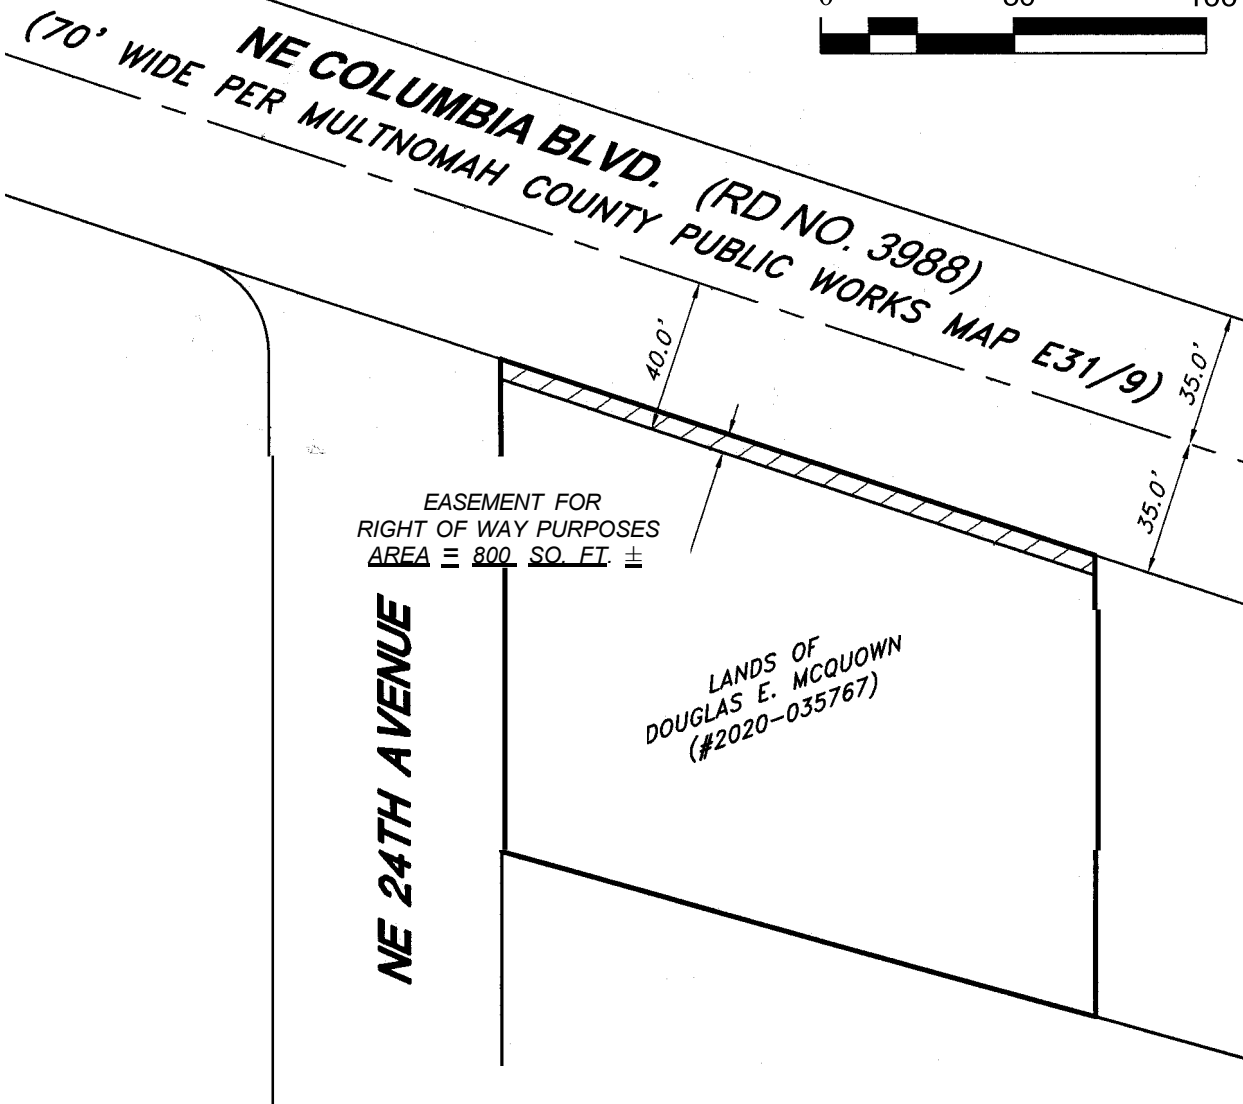 NE COLUMBIA BLVD. (RD NO. 3988)
(70' WIDE PER MULTNOMAH COUNTY PUBLIC WORKS MAP E31/9)
40.0'
35.0'
35.0'
EASEMENT FOR
RIGHT OF WAY PURPOSES
AREA = 800 SQ. FT. ±
NE 24TH AVENUE
LANDS OF
DOUGLAS E. MCQUOWN
(#2020-035767)